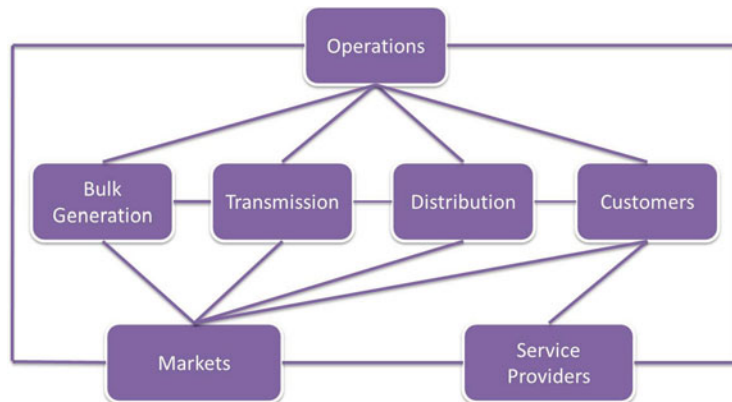 Operations
Bulk
Generation
Transmission
Distribution
Customers
Markets
Service
Providers